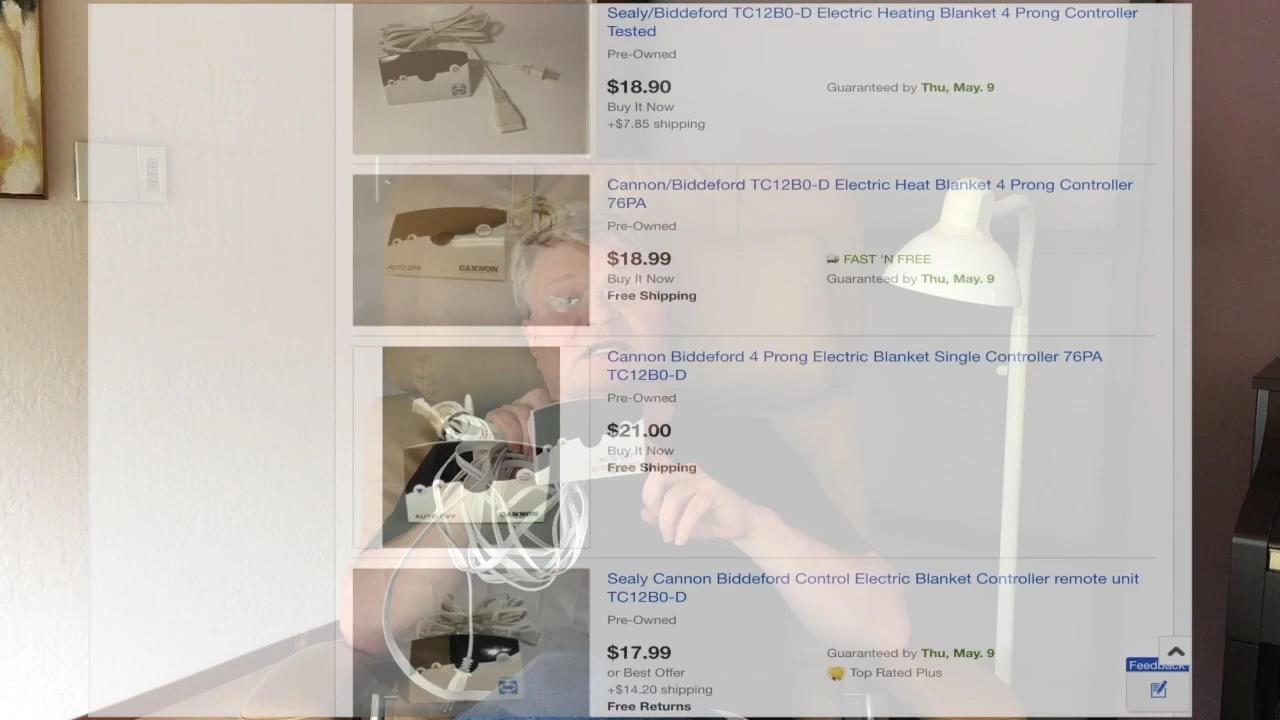 Sealy/Biddeford TC12B0-D Electric Heating Blanket 4 Prong Controller
Tested
Pre-Owned
$18.90
Guaranteed by Thu, May. 9
Buy It Now
+$7.85 shipping
Cannon/Biddeford TC12B0-D Electric Heat Blanket 4 Prong Controller
76PA
Pre-Owned
$18.99
FAST 'N FREE
Buy It Now
Guaranteed by Thu, May. 9
Free Shipping
AUTO OFF
CANNON
Cannon Biddeford 4 Prong Electric Blanket Single Controller 76PA
TC12B0-D
Pre-Owned
$21.00
Buy It Now
Free Shipping
AUTO OFF
CANNON
Sealy Cannon Biddeford Control Electric Blanket Controller remote unit
TC12B0-D
Pre-Owned
$17.99
Guaranteed by Thu, May. 9
or Best Offer
Top Rated Plus
+$14.20 shipping
Free Returns
Feedback